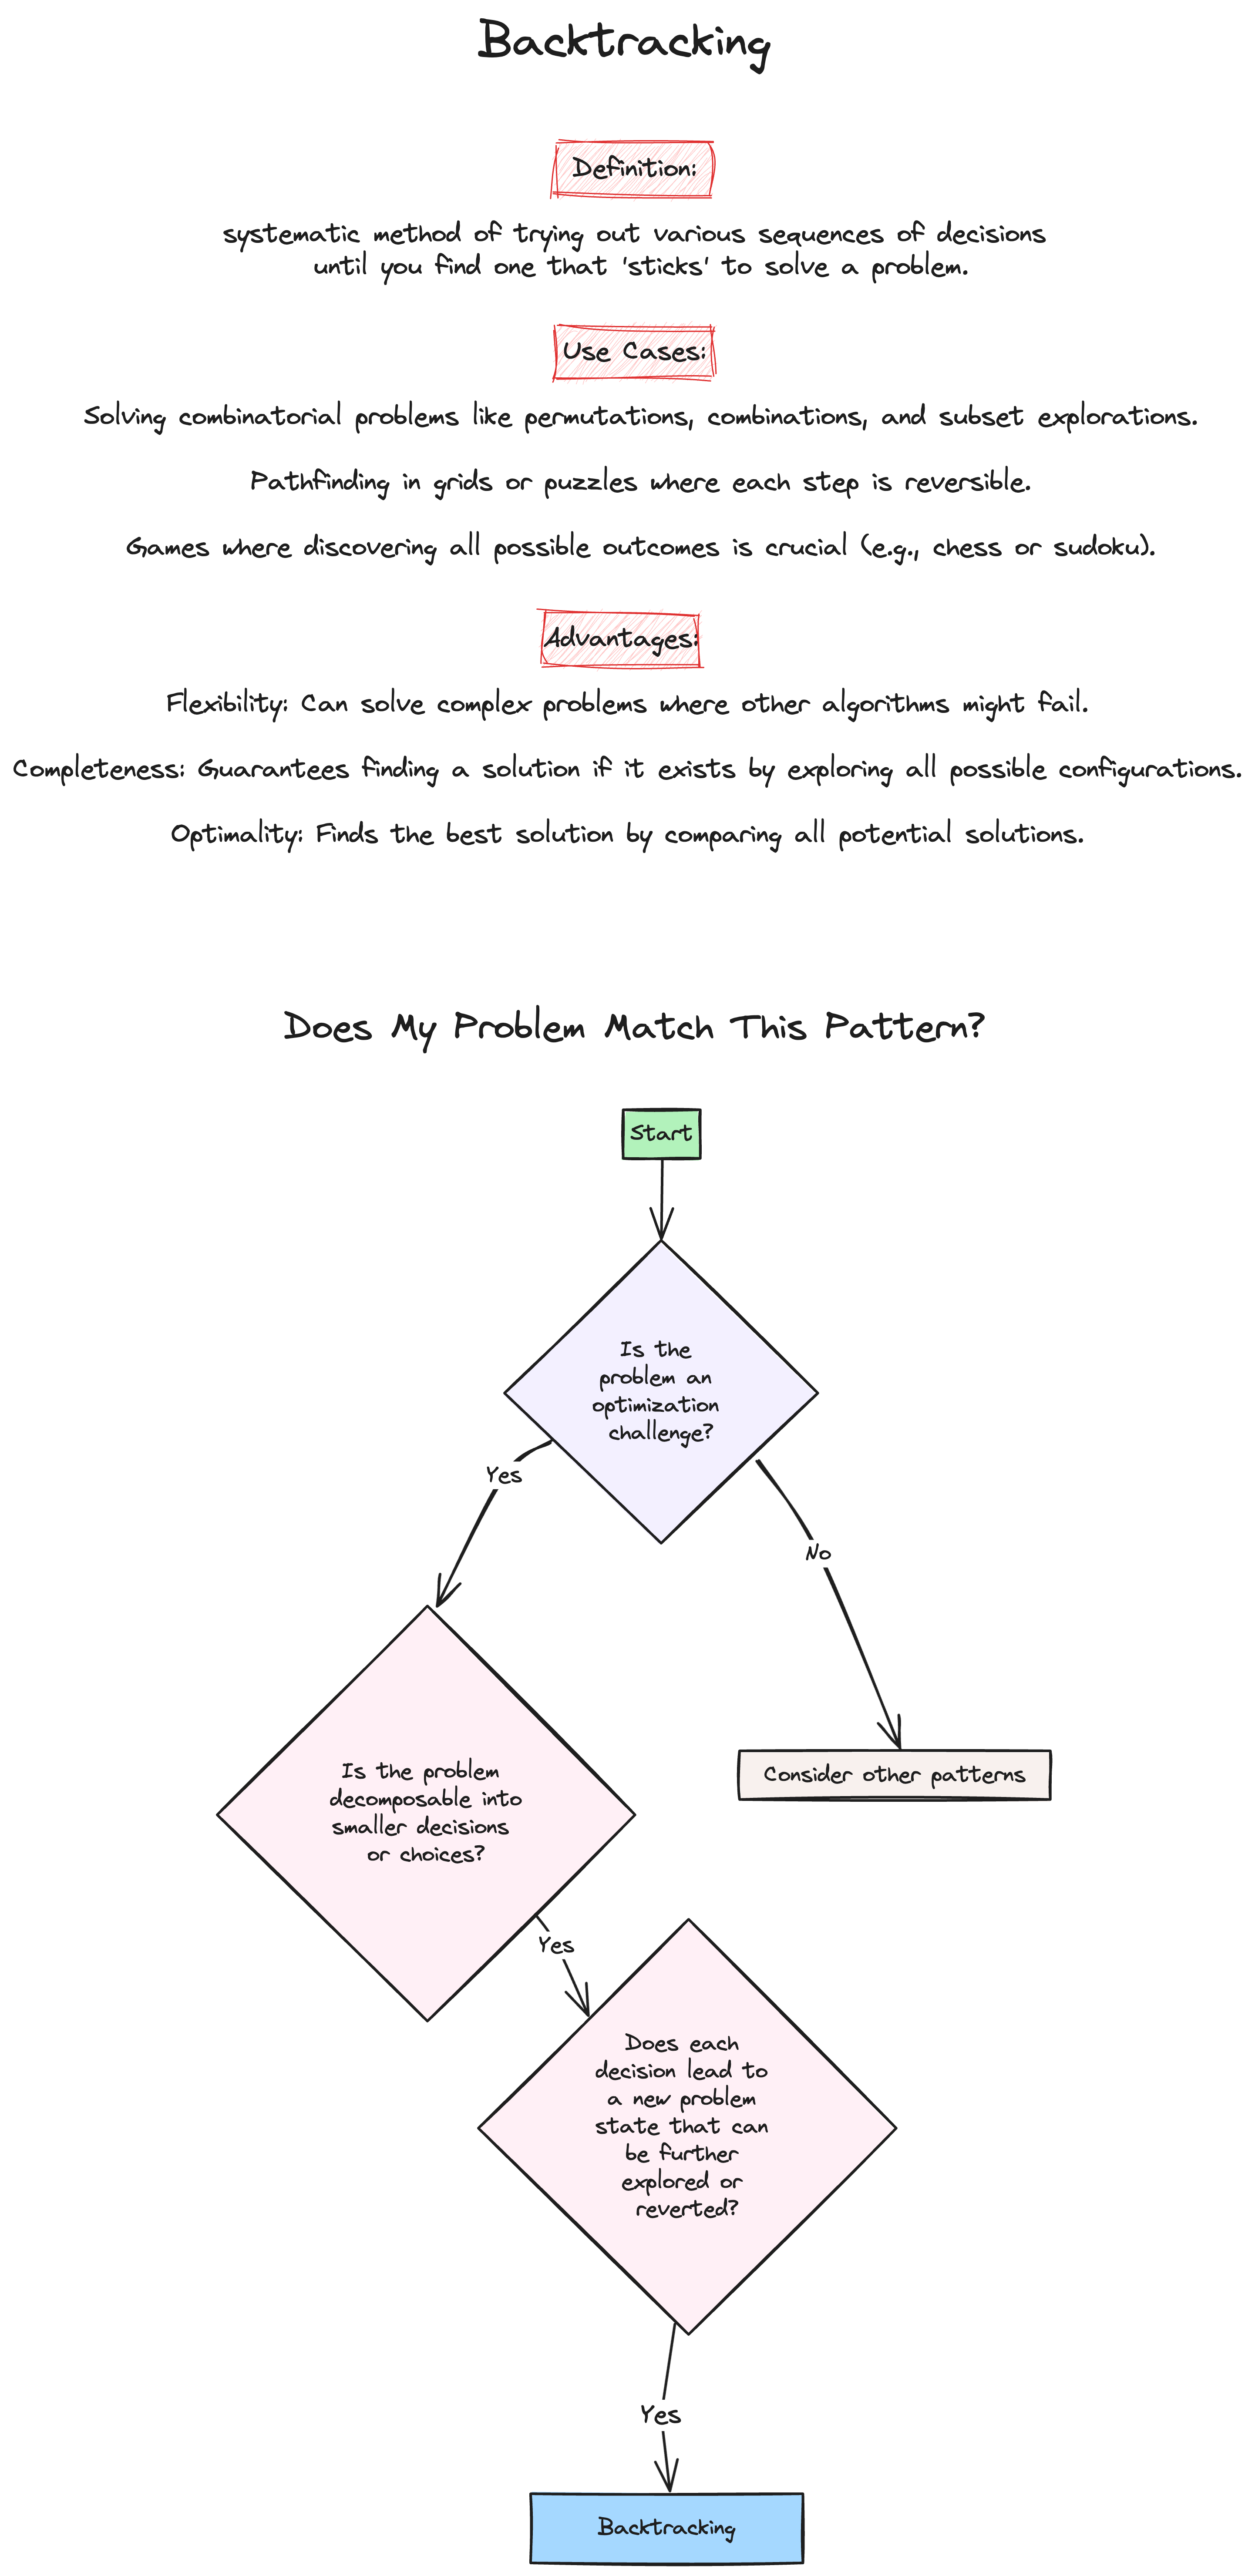 Backtracking
Definition:
systematic method of trying out various sequences of decisions
until you find one that 'sticks' to solve a problem.
Use Cases:
Solving combinatorial problems like permutations, combinations, and subset explorations.
Pathfinding in grids or puzzles where each step is reversible.
Games where discovering all possible outcomes is crucial (e.g., chess or sudoku).
Advantages:
Flexibility: Can solve complex problems where other algorithms might fail.
Completeness: Guarantees finding a solution if it exists by exploring all possible configurations.
Optimality: Finds the best solution by comparing all potential solutions.
Does My Problem Match This Pattern?
Start
Is the
problem an
optimization
challenge?
Yes
No
Is the problem
decomposable into
smaller decisions
or choices?
Consider other patterns
Yes
Does each
decision lead to
a new problem
state that can
be further
explored or
reverted?
Yes
Backtracking